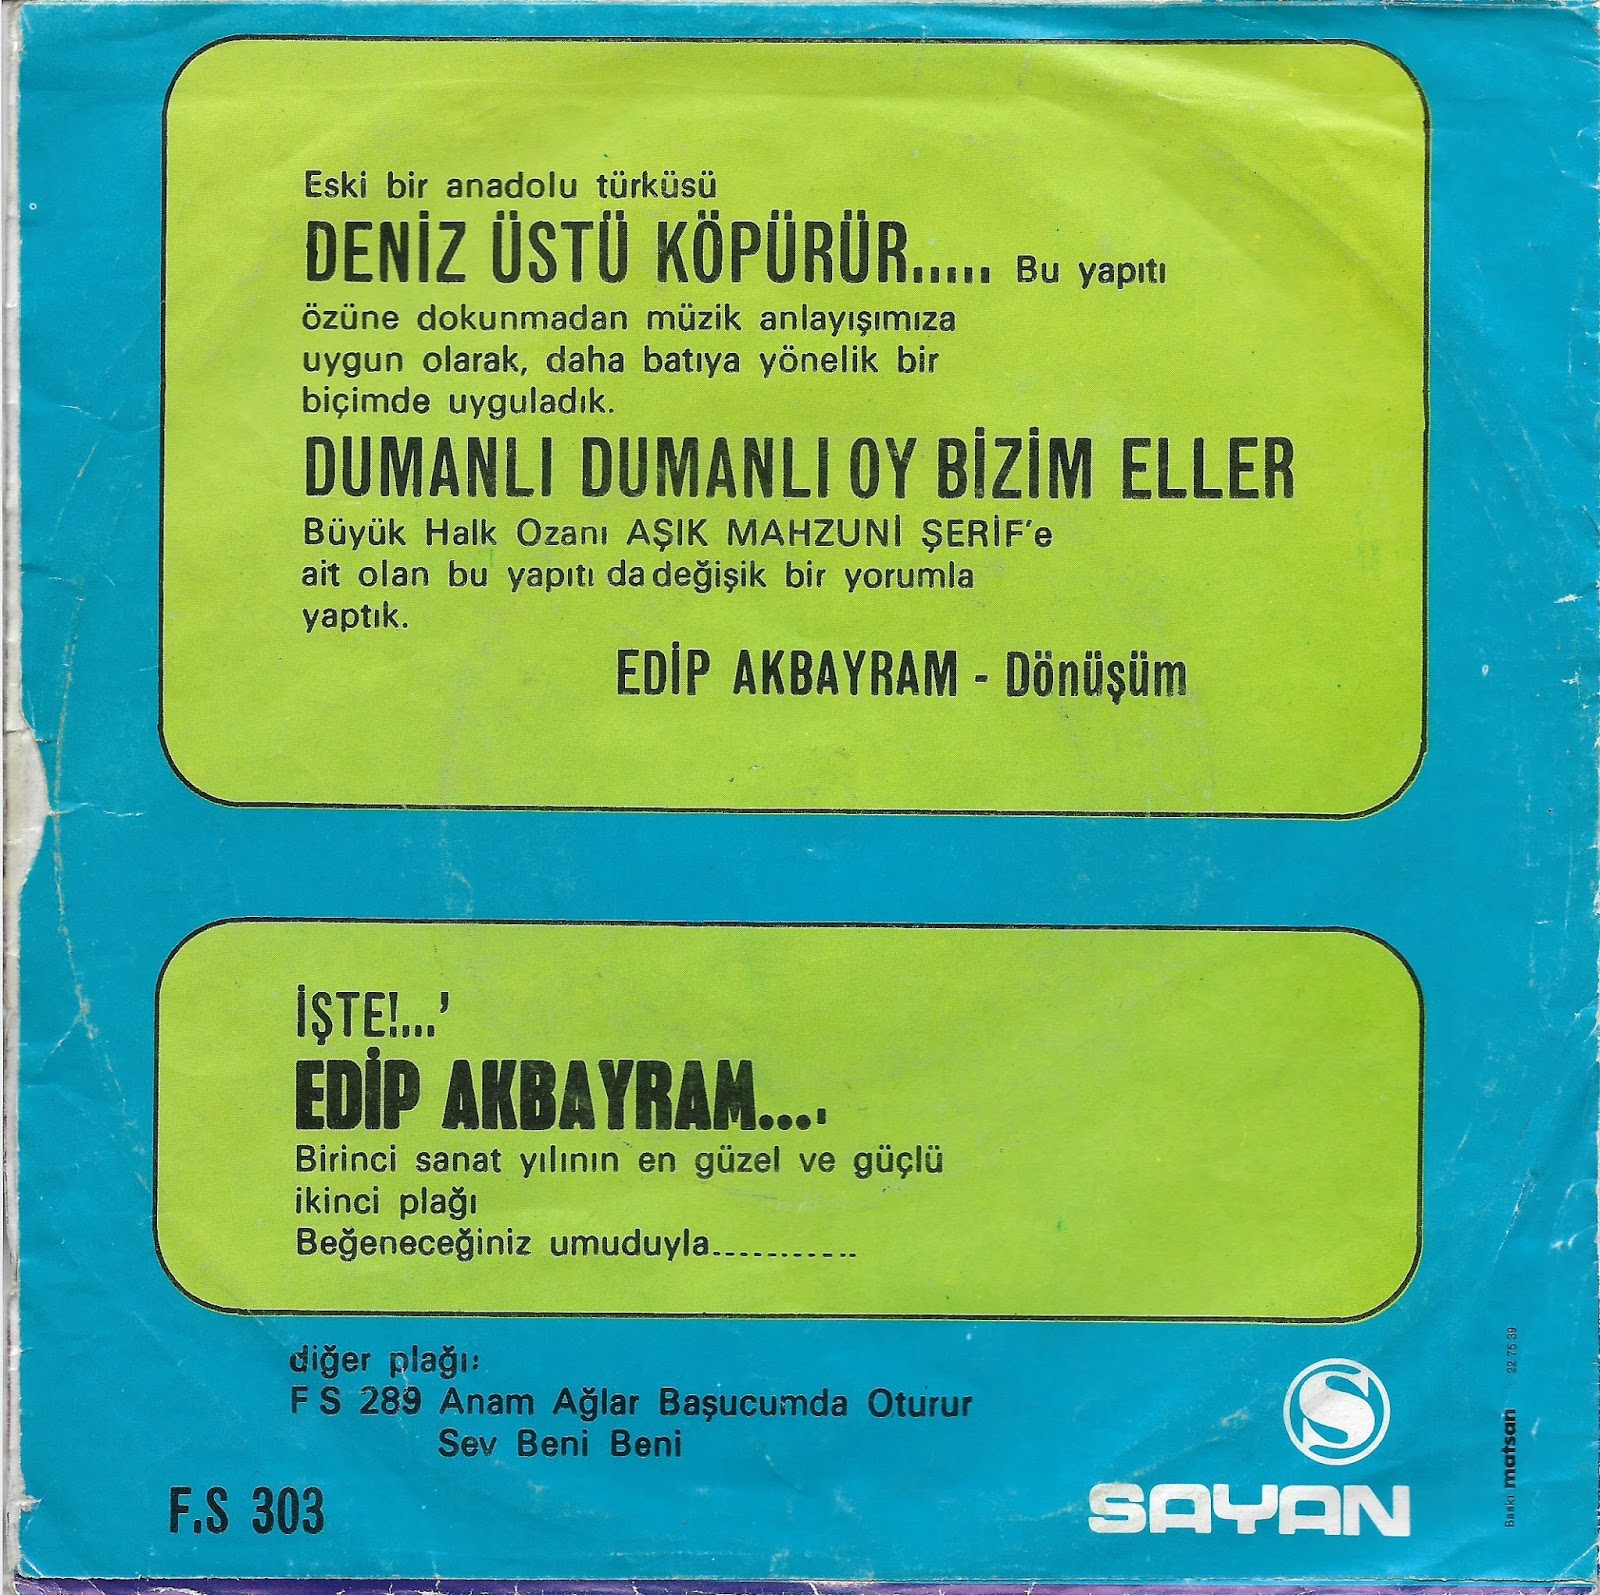 Eski bir anadolu türküsü
DENİZ ÜSTÜ KÖPÜRÜR..... Bu yapıtı
özüne dokunmadan müzik anlayışımıza
uygun olarak, daha batıya yönelik bir
biçimde uyguladık.
DUMANLI DUMANLI OY BİZİM ELLER
Büyük Halk Ozanı AŞIK MAHZUNİ ŞERİF'e
ait olan bu yapıtı da değişik bir yorumla
yaptık.
EDİP AKBAYRAM - Dönüşüm
İŞTE!...'
EDİP AKBAYRAM....
Birinci sanat yılının en güzel ve güçlü
ikinci plağı
Beğeneceğiniz umuduyla...........
diğer plağı:
F S 289 Anam Ağlar Başucumda Oturur
Sev Beni Beni
F.S 303
S
SAYAN
Baskı matsan 22 75 39